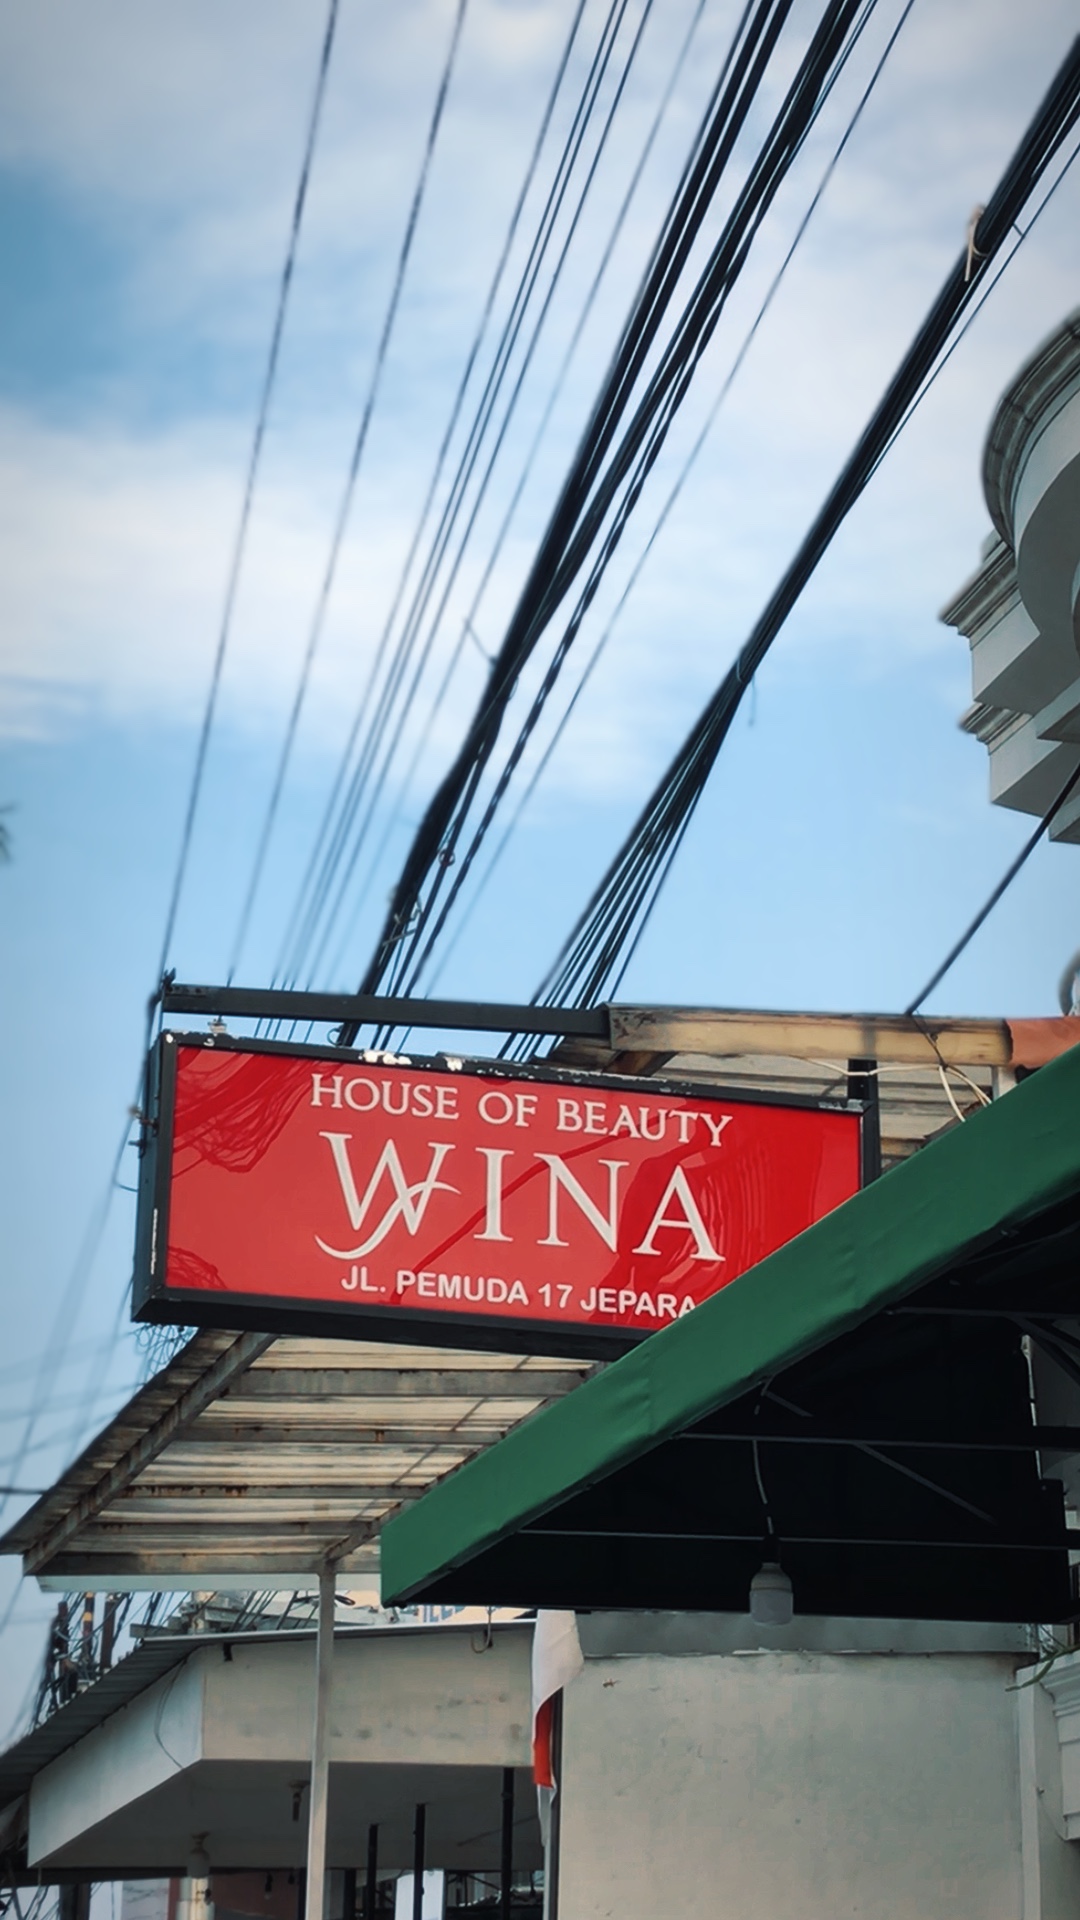 HOUSE OF BEAUTY
WINA
JL. PEMUDA 17 JEPARA